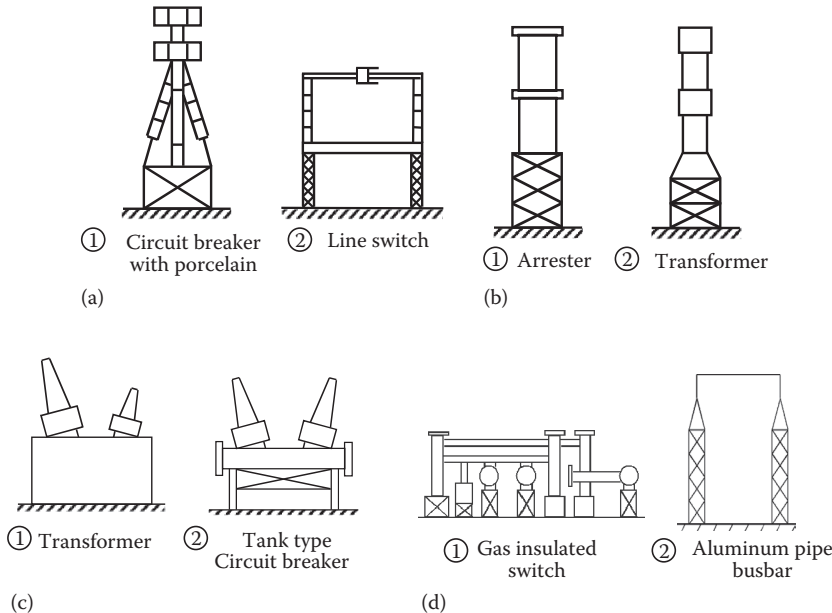 ① Circuit breaker
with porcelain
② Line switch
(a)
① Arrester
② Transformer
(b)
① Transformer
② Tank type
Circuit breaker
(c)
① Gas insulated
switch
② Aluminum pipe
busbar
(d)